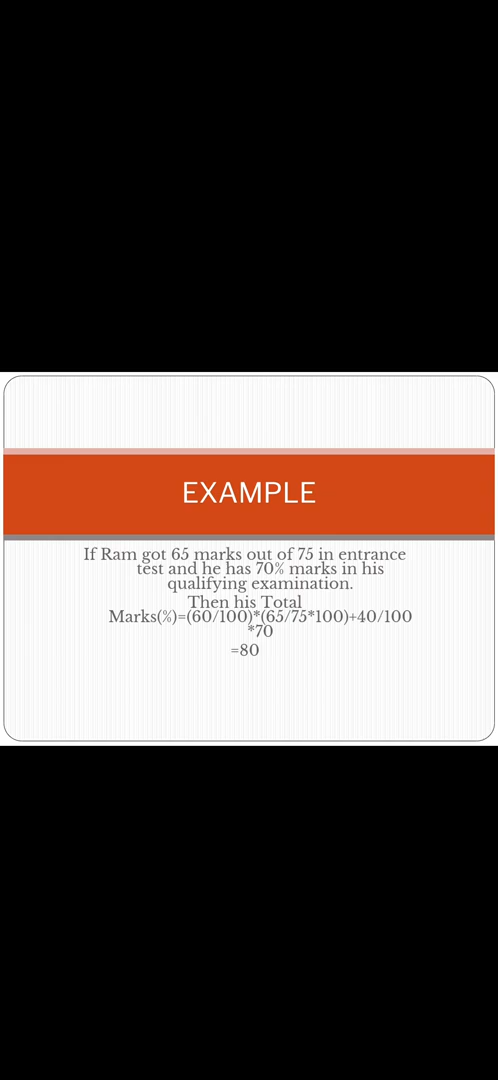 EXAMPLE
If Ram got 65 marks out of 75 in entrance
test and he has 70% marks in his
qualifying examination.
Then his Total
Marks(%)=(60/100)*(65/75*100)+40/100
*70
=80